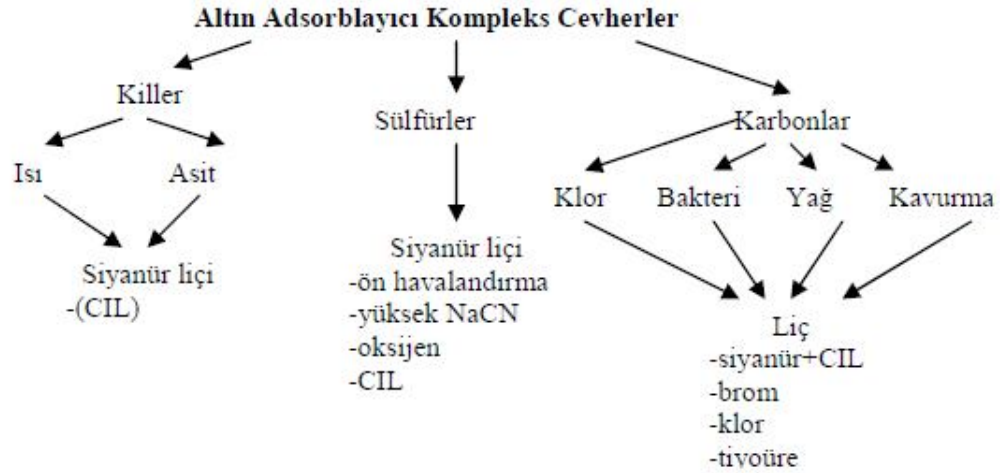 Altın Adsorblayıcı Kompleks Cevherler
Killer
Sülfürler
Karbonlar
Isı
Asit
Klor
Bakteri
Yağ
Kavurma
Siyanür liçi
-(CIL)
Siyanür liçi
-ön havalandırma
-yüksek NaCN
-oksijen
-CIL
Liç
-siyanür+CIL
-brom
-klor
-tiyoüre